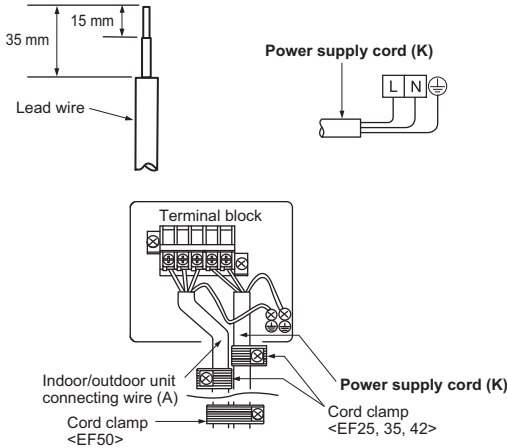 15 mm
35 mm
Lead wire
Power supply cord (K)
L N
Terminal block
Indoor/outdoor unit
connecting wire (A)
Power supply cord (K)
Cord clamp
<EF25, 35, 42>
Cord clamp
<EF50>